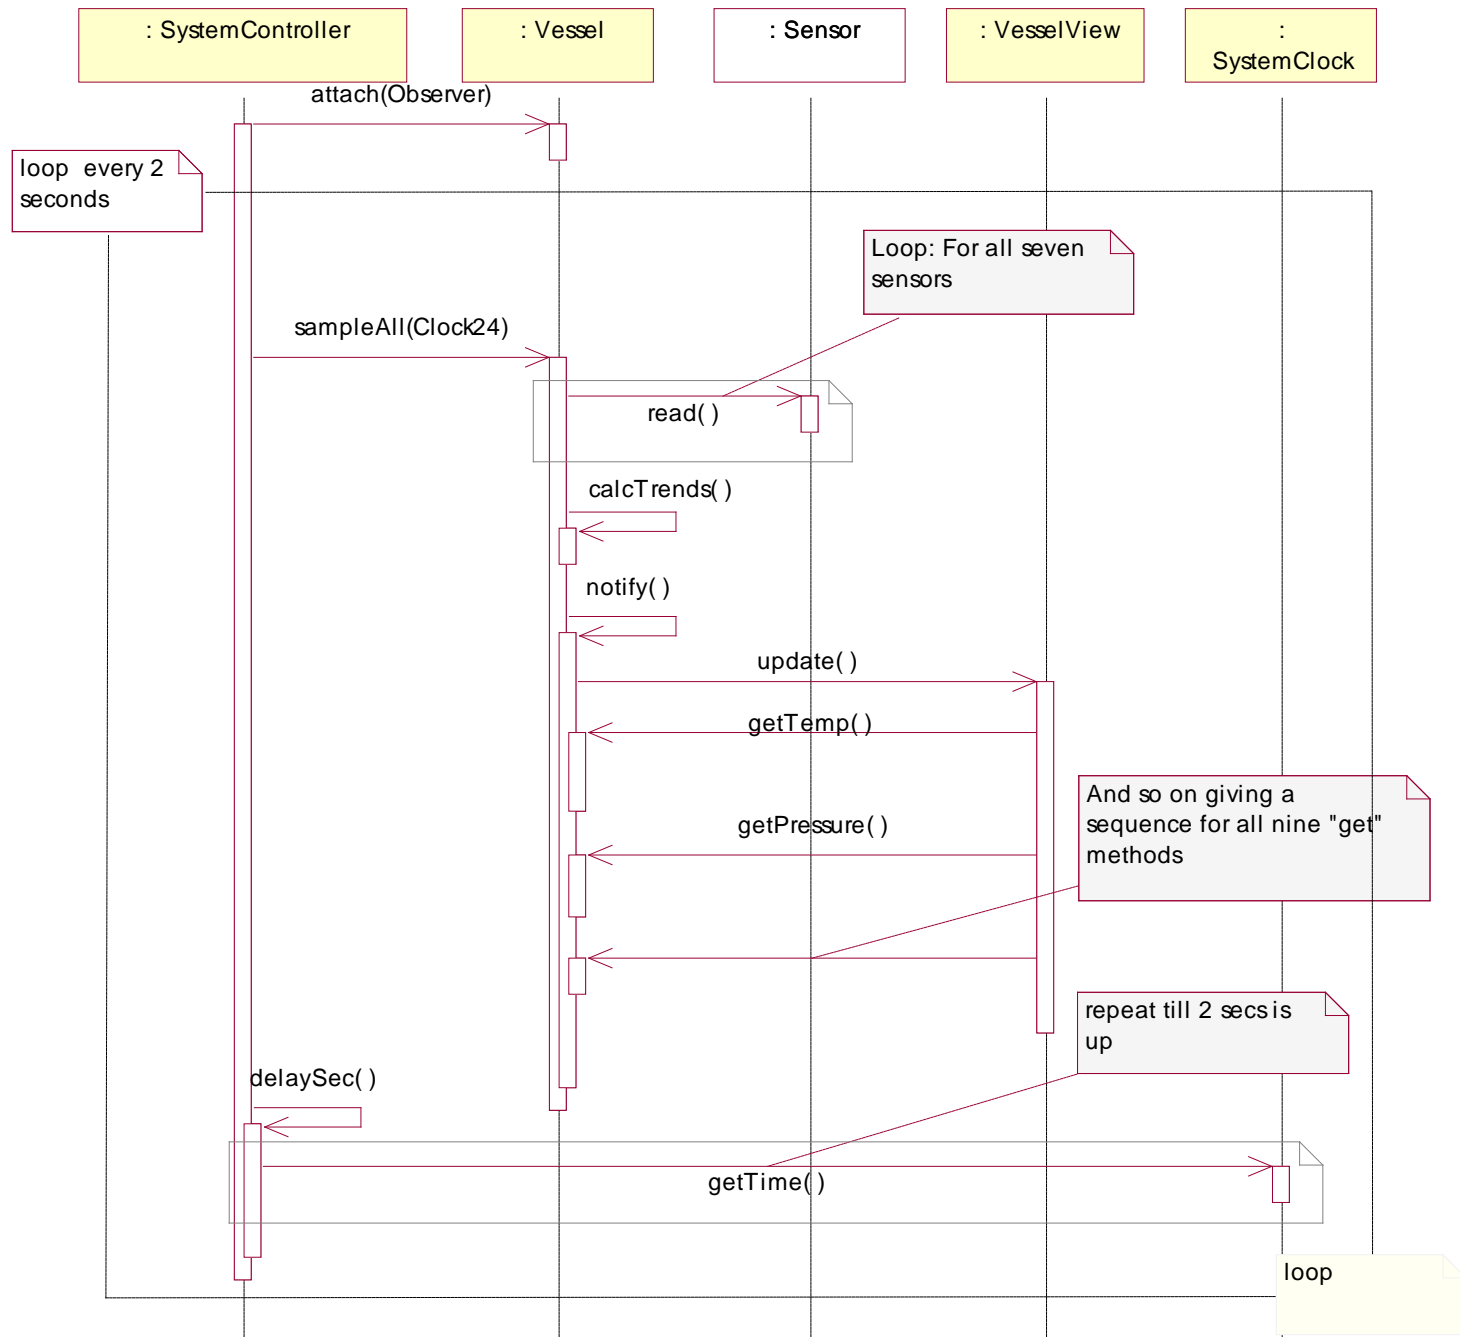 : SystemController
: Vessel
: Sensor
: VesselView
:
SystemClock
attach(Observer)
loop every 2
seconds
Loop: For all seven
sensors
sampleAll(Clock24)
read( )
calcTrends( )
notify( )
update( )
getTemp( )
And so on giving a
sequence for all nine "get"
methods
getPressure( )
repeat till 2 secs is
up
delaySec( )
getTime( )
loop